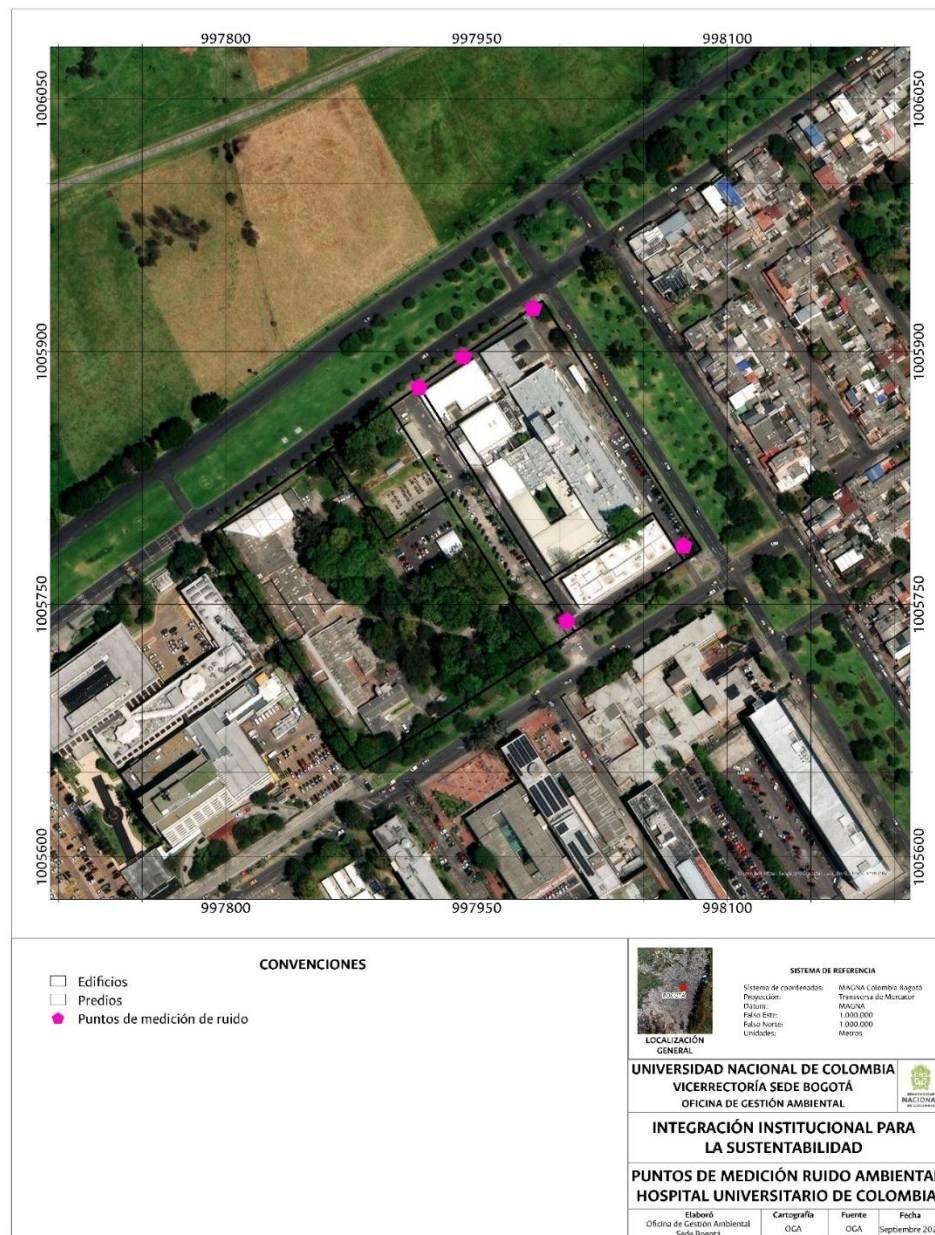 997800 997950 998100
1006050 1006050
1005900 1005900
1005750 1005750
1005600 1005600
997800 997950 998100
CONVENCIONES
Edificios
Predios
Puntos de medición de ruido
BOGOTÁ
LOCALIZACIÓN
GENERAL
SISTEMA DE REFERENCIA
Sistema de coordenadas: MAGNA Colombia Bogotá
Proyección: Transversa de Mercator
Datum: MAGNA
Falso Este: 1.000.000
Falso Norte: 1.000.000
Unidades: Metros
UNIVERSIDAD NACIONAL DE COLOMBIA
VICERRECTORÍA SEDE BOGOTÁ
OFICINA DE GESTIÓN AMBIENTAL
INTEGRACIÓN INSTITUCIONAL PARA
LA SUSTENTABILIDAD
PUNTOS DE MEDICIÓN RUIDO AMBIENTAL
HOSPITAL UNIVERSITARIO DE COLOMBIA
Elaboró Cartografía Fuente Fecha
Oficina de Gestión Ambiental
Sede Bogotá
OGA OGA Septiembre 202